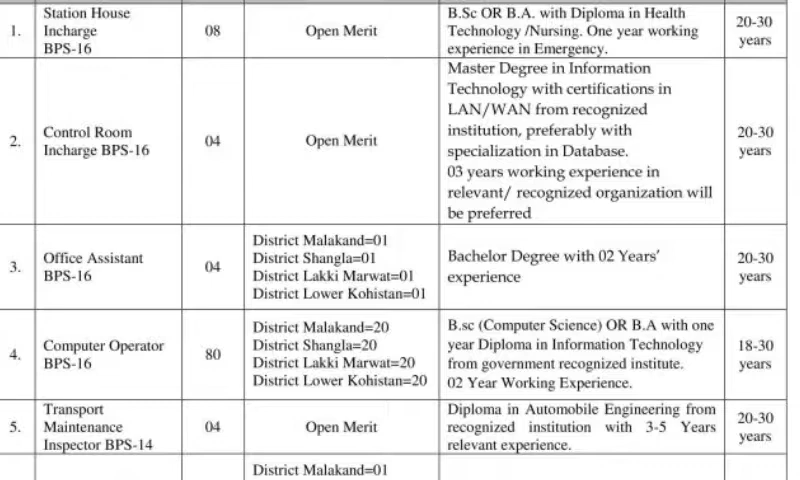 1.
Station House
Incharge
BPS-16
08
Open Merit
B.Sc OR B.A. with Diploma in Health
Technology /Nursing. One year working
experience in Emergency.
20-30
years
2.
Control Room
Incharge BPS-16
04
Open Merit
Master Degree in Information
Technology with certifications in
LAN/WAN from recognized
institution, preferably with
specialization in Database.
03 years working experience in
relevant/ recognized organization will
be preferred
20-30
years
3.
Office Assistant
BPS-16
04
District Malakand=01
District Shangla=01
District Lakki Marwat=01
District Lower Kohistan=01
Bachelor Degree with 02 Years’
experience
20-30
years
4.
Computer Operator
BPS-16
80
District Malakand=20
District Shangla=20
District Lakki Marwat=20
District Lower Kohistan=20
B.sc (Computer Science) OR B.A with one
year Diploma in Information Technology
from government recognized institute.
02 Year Working Experience.
18-30
years
5.
Transport
Maintenance
Inspector BPS-14
04
Open Merit
Diploma in Automobile Engineering from
recognized institution with 3-5 Years
relevant experience.
20-30
years
District Malakand=01